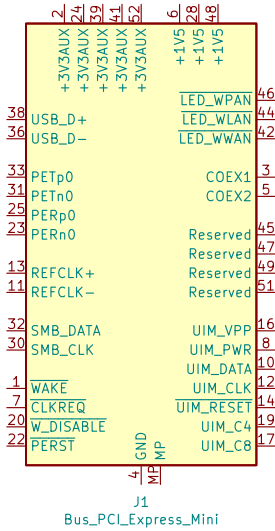 2 24 39 41 52 6 28 48
+3V3AUX +3V3AUX +3V3AUX +3V3AUX +3V3AUX +1V5 +1V5 +1V5
LED_WPAN 46
38 USB_D+ LED_WLAN 44
36 USB_D- LED_WWAN 42
33 PETp0 COEX1 3
31 PETn0 COEX2 5
25 PERp0
23 PERn0 Reserved 45
Reserved 47
13 REFCLK+ Reserved 49
11 REFCLK- Reserved 51
32 SMB_DATA UIM_VPP 16
30 SMB_CLK UIM_PWR 8
UIM_DATA 10
1 WAKE UIM_CLK 12
7 CLKREQ UIM_RESET 14
20 W_DISABLE UIM_C4 19
22 PERST UIM_C8 17
GND MP
4 MP
J1
Bus_PCI_Express_Mini